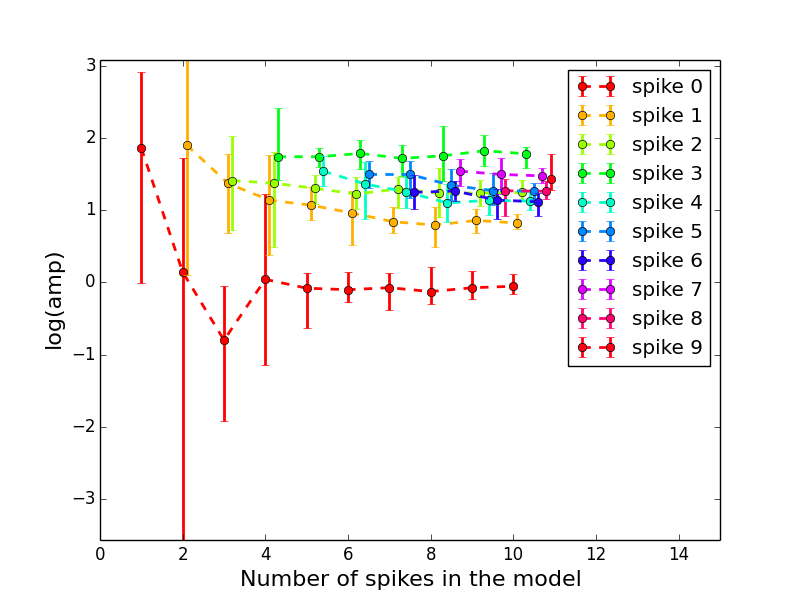 3
2
1
0
−1
−2
−3
log(amp)
0 2 4 6 8 10 12 14
Number of spikes in the model
spike 0
spike 1
spike 2
spike 3
spike 4
spike 5
spike 6
spike 7
spike 8
spike 9